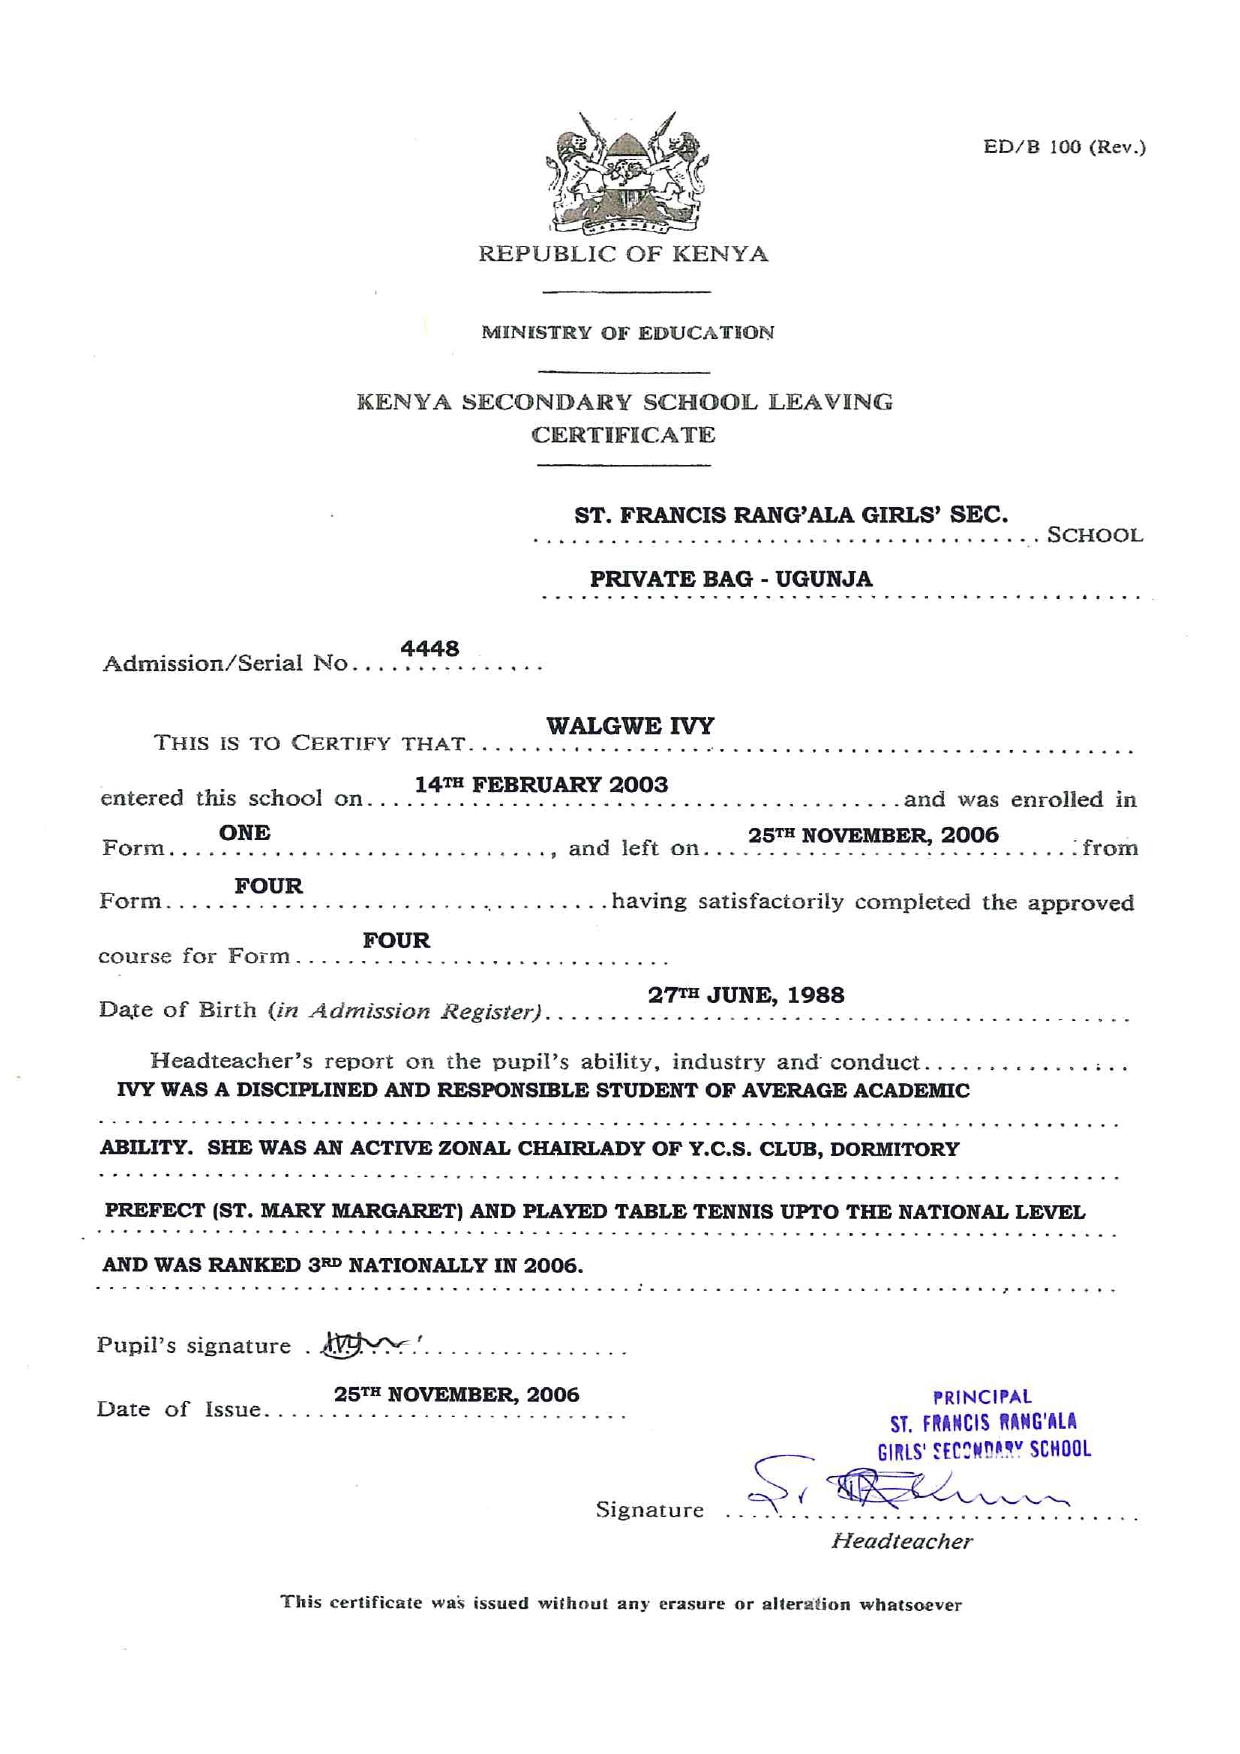 ED/B 100 (Rev.)
HARAMBEE
REPUBLIC OF KENYA
MINISTRY OF EDUCATION
KENYA SECONDARY SCHOOL LEAVING
CERTIFICATE
ST. FRANCIS RANG'ALA GIRLS' SEC. SCHOOL
PRIVATE BAG - UGUNJA
Admission/Serial No. 4448
THIS IS TO CERTIFY THAT WALGWE IVY
entered this school on 14TH FEBRUARY 2003 and was enrolled in
Form ONE, and left on 25TH NOVEMBER, 2006 from
Form FOUR having satisfactorily completed the approved
course for Form FOUR
Date of Birth (in Admission Register) 27TH JUNE, 1988
Headteacher's report on the pupil's ability, industry and conduct
IVY WAS A DISCIPLINED AND RESPONSIBLE STUDENT OF AVERAGE ACADEMIC
ABILITY. SHE WAS AN ACTIVE ZONAL CHAIRLADY OF Y.C.S. CLUB, DORMITORY
PREFECT (ST. MARY MARGARET) AND PLAYED TABLE TENNIS UPTO THE NATIONAL LEVEL
AND WAS RANKED 3RD NATIONALLY IN 2006.
Pupil's signature
Date of Issue 25TH NOVEMBER, 2006
PRINCIPAL
ST. FRANCIS RANG'ALA
GIRLS' SECONDARY SCHOOL
Signature
Headteacher
This certificate was issued without any erasure or alteration whatsoever